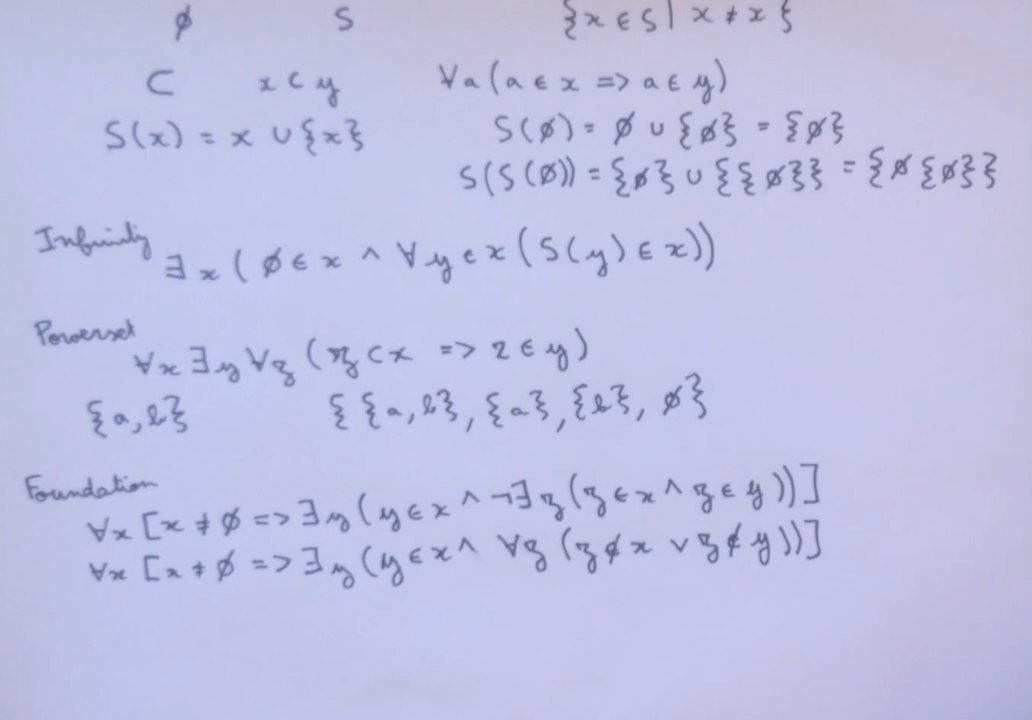 ∅ S {x ∈ S | x ≠ x}
⊂ x ⊂ y ∀a(a ∈ x => a ∈ y)
S(x) = x ∪ {x} S(∅) = ∅ ∪ {∅} = {∅}
S(S(∅)) = {∅} ∪ {{∅}} = {∅ {∅}}
Infinity ∃x(∅ ∈ x ∧ ∀y ∈ x(S(y) ∈ x))
Powerset
∀x∃y∀z(z ⊂ x => z ∈ y)
{a, b} {{a, b}, {a}, {b}, ∅}
Foundation
∀x[x ≠ ∅ => ∃y(y ∈ x ∧ ¬∃z(z ∈ x ∧ z ∈ y))]
∀x[x ≠ ∅ => ∃y(y ∈ x ∧ ∀z(z ∉ x ∨ z ∉ y))]